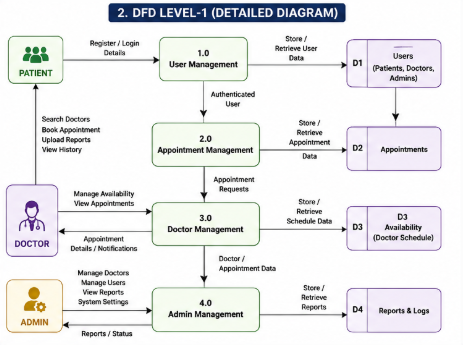 2. DFD LEVEL-1 (DETAILED DIAGRAM)
PATIENT
Register / Login
Details
1.0
User Management
Store /
Retrieve User
Data
D1
Users
(Patients, Doctors,
Admins)
Authenticated
User
Search Doctors
Book Appointment
Upload Reports
View History
2.0
Appointment Management
Store /
Retrieve Appointment
Data
D2
Appointments
Appointment
Requests
DOCTOR
Manage Availability
View Appointments
Appointment
Details / Notifications
3.0
Doctor Management
Store /
Retrieve
Schedule Data
D3
D3
Availability
(Doctor Schedule)
Doctor /
Appointment Data
ADMIN
Manage Doctors
Manage Users
View Reports
System Settings
Reports / Status
4.0
Admin Management
Store /
Retrieve
Reports
D4
Reports & Logs